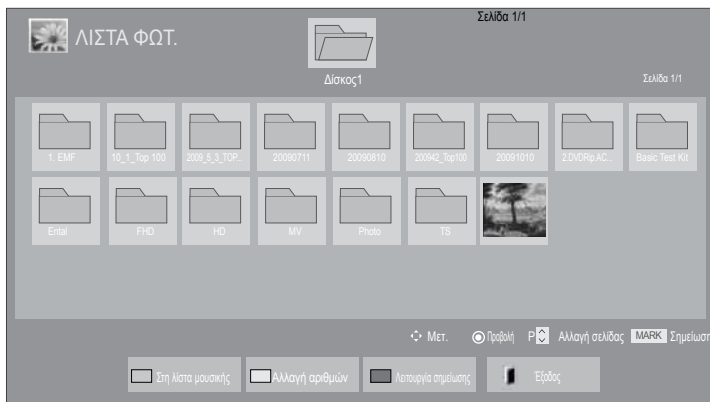 Σελίδα 1/1
ΛΙΣΤΑ ΦΩΤ.
Δίσκος1
Σελίδα 1/1
1. EMF 10_1_Top 100 2009_5_3_TOP... 20090711 20090810 200942_Top100 20091010 2.DVDRip.AC... Basic Test Kit
Ental FHD HD MV Photo TS
Μετ. Προβολή P Αλλαγή σελίδας MARK Σημείωση
Στη λίστα μουσικής Αλλαγή αριθμών Λειτουργία σημείωσης Έξοδος